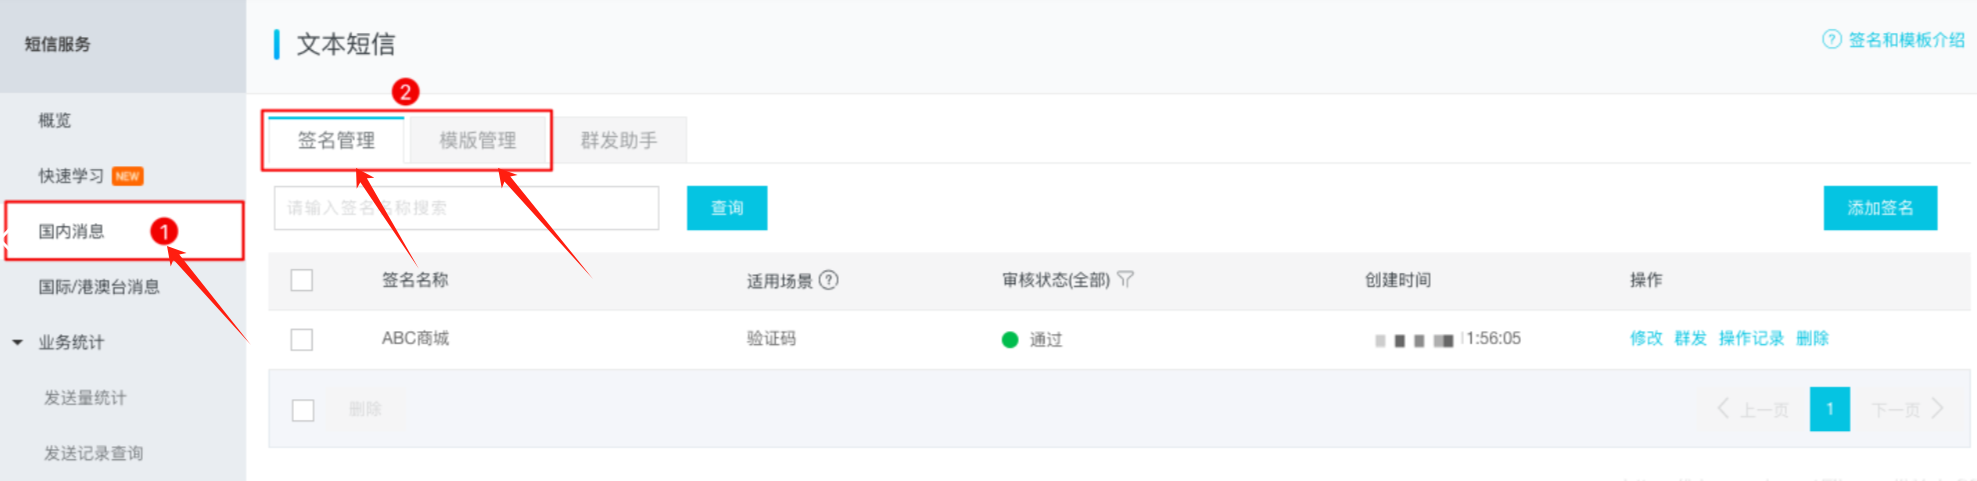 短信服务
文本短信
? 签名和模板介绍
2
概览
签名管理 模版管理 群发助手
快速学习 NEW
请输入签名名称搜索 查询 添加签名
国内消息 1
签名名称 适用场景 ? 审核状态(全部) 创建时间 操作
国际/港澳台消息
ABC商城 验证码 通过 1:56:05 修改 群发 操作记录 删除
业务统计
发送量统计
删除 上一页 1 下一页
发送记录查询